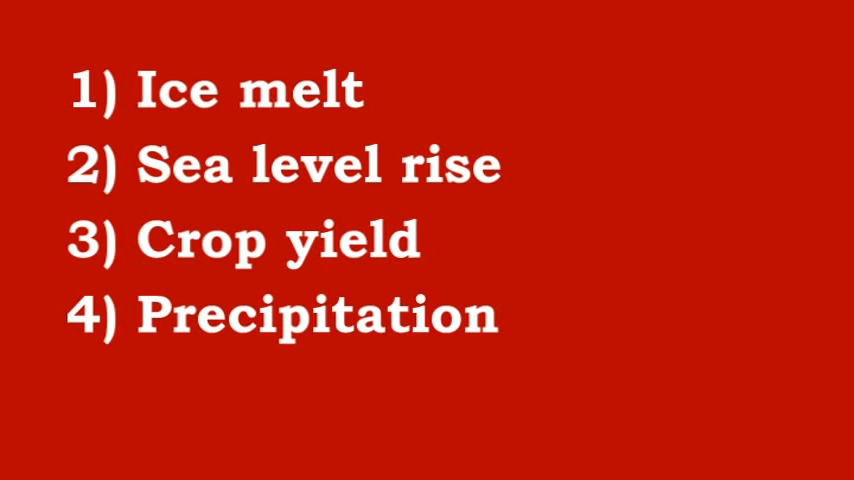 1) Ice melt
2) Sea level rise
3) Crop yield
4) Precipitation